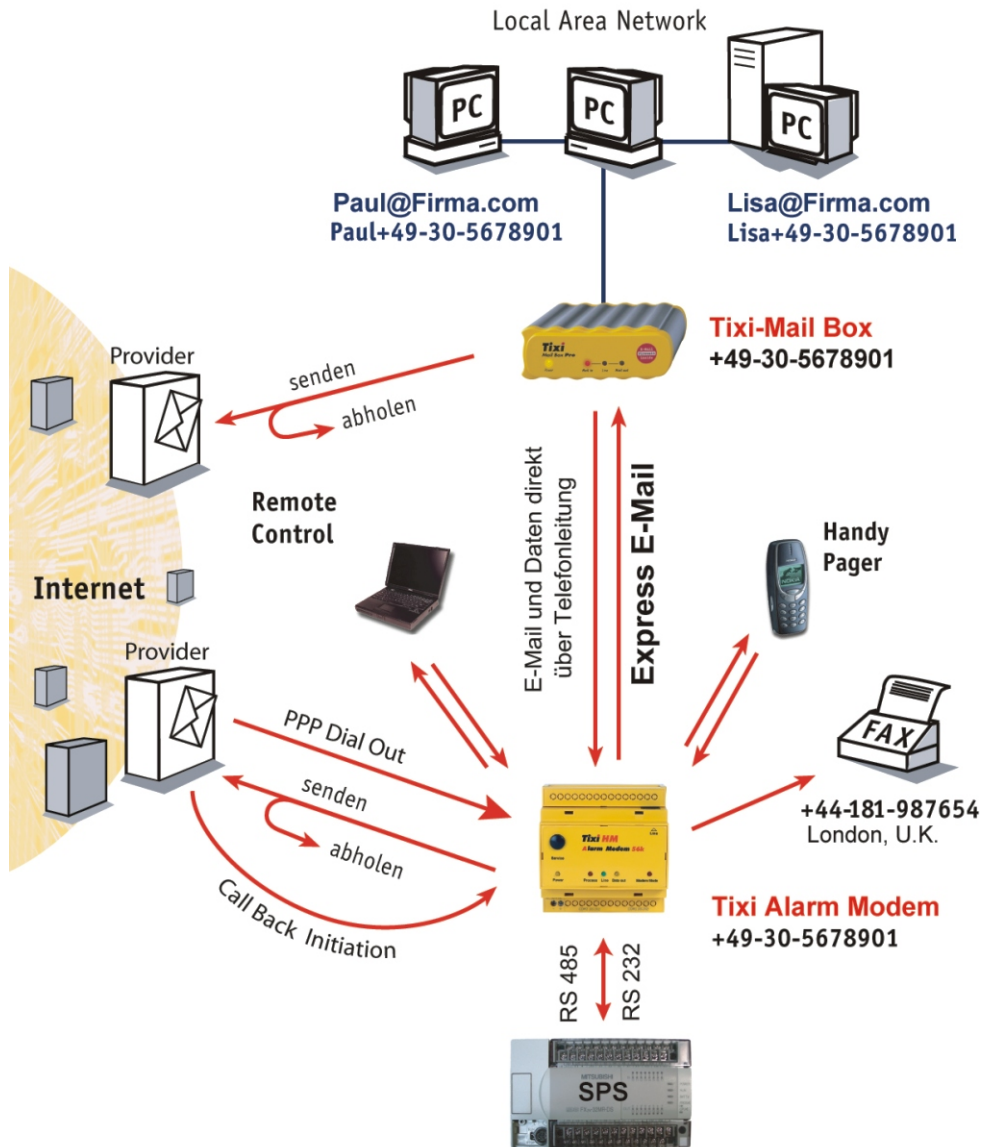 Local Area Network
PC
PC
PC
Paul@Firma.com
Paul+49-30-5678901
Lisa@Firma.com
Lisa+49-30-5678901
Tixi
Tixi-Mail Box
+49-30-5678901
Provider
senden
abholen
Remote
Control
E-Mail und Daten direkt
über Telefonleitung
Express E-Mail
Handy
Pager
Internet
Provider
PPP Dial Out
senden
abholen
Call Back Initiation
FAX
+44-181-987654
London, U.K.
Tixi HM
Alarm Modem
Service
Power
Tixi Alarm Modem
+49-30-5678901
RS 485
RS 232
MITSUBISHI
SPS